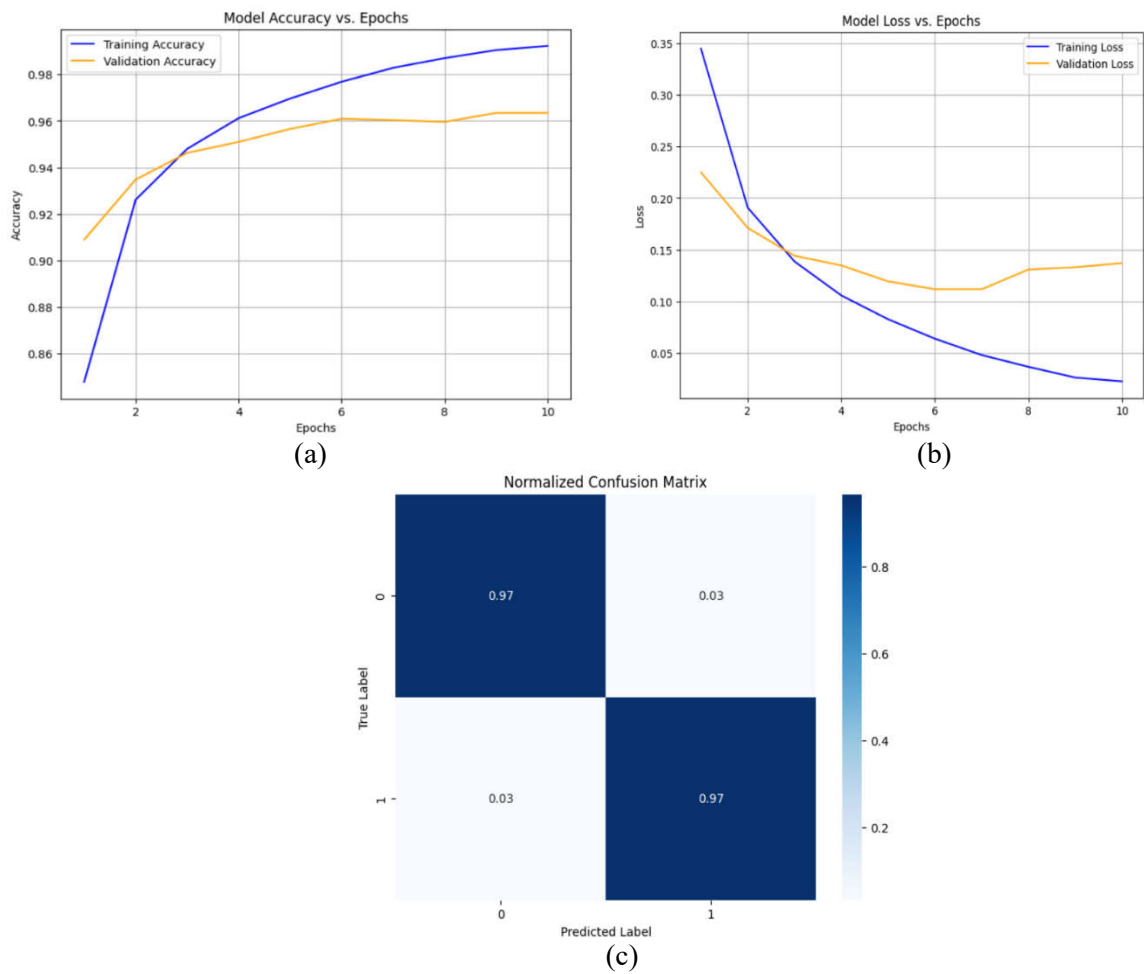 Model Accuracy vs. Epochs
Training Accuracy
Validation Accuracy
0.98
0.96
0.94
0.92
0.90
0.88
0.86
Accuracy
2 4 6 8 10
Epochs
(a)
Model Loss vs. Epochs
Training Loss
Validation Loss
0.35
0.30
0.25
0.20
0.15
0.10
0.05
Loss
2 4 6 8 10
Epochs
(b)
Normalized Confusion Matrix
True Label
0
0.97 0.03
1
0.03 0.97
0 1
Predicted Label
0.8
0.6
0.4
0.2
(c)